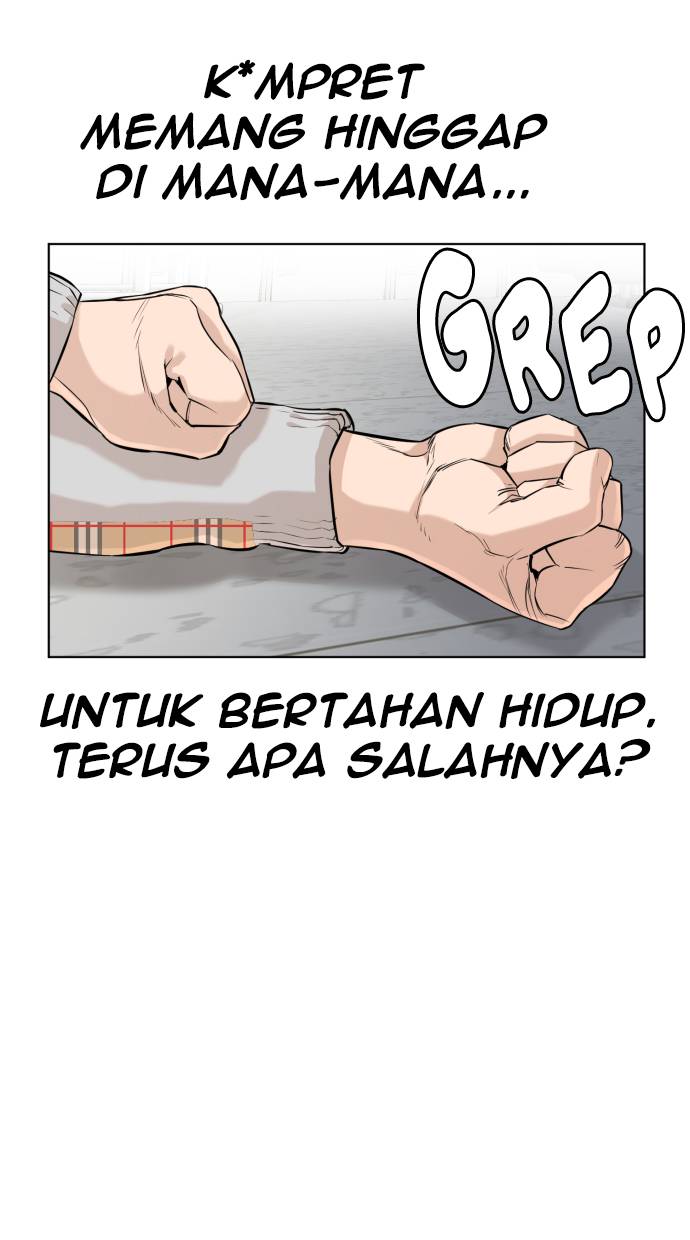 K*MPRET
MEMANG HINGGAP
DI MANA-MANA...
GREP
UNTUK BERTAHAN HIDUP.
TERUS APA SALAHNYA?